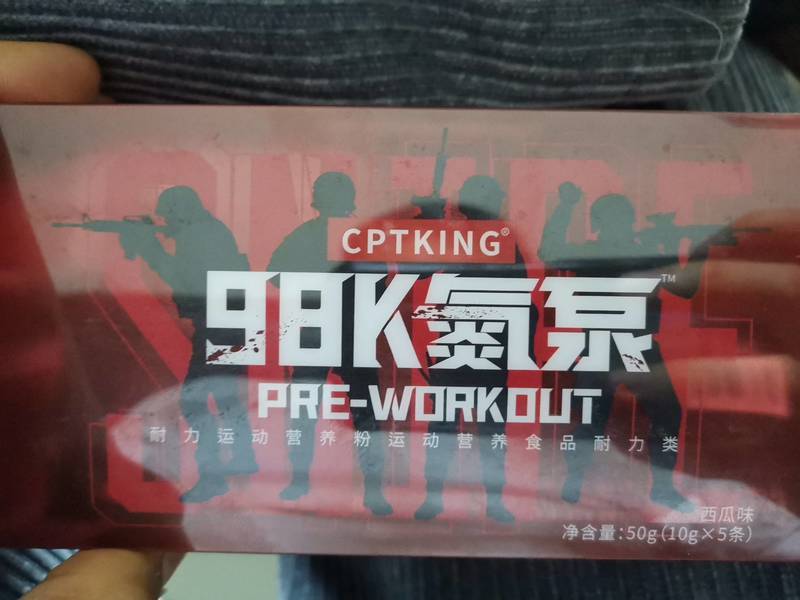 CPTKING®
98K氮泵™
PRE-WORKOUT
耐力运动营养粉运动营养食品耐力类
西瓜味
净含量:50g(10g×5条)